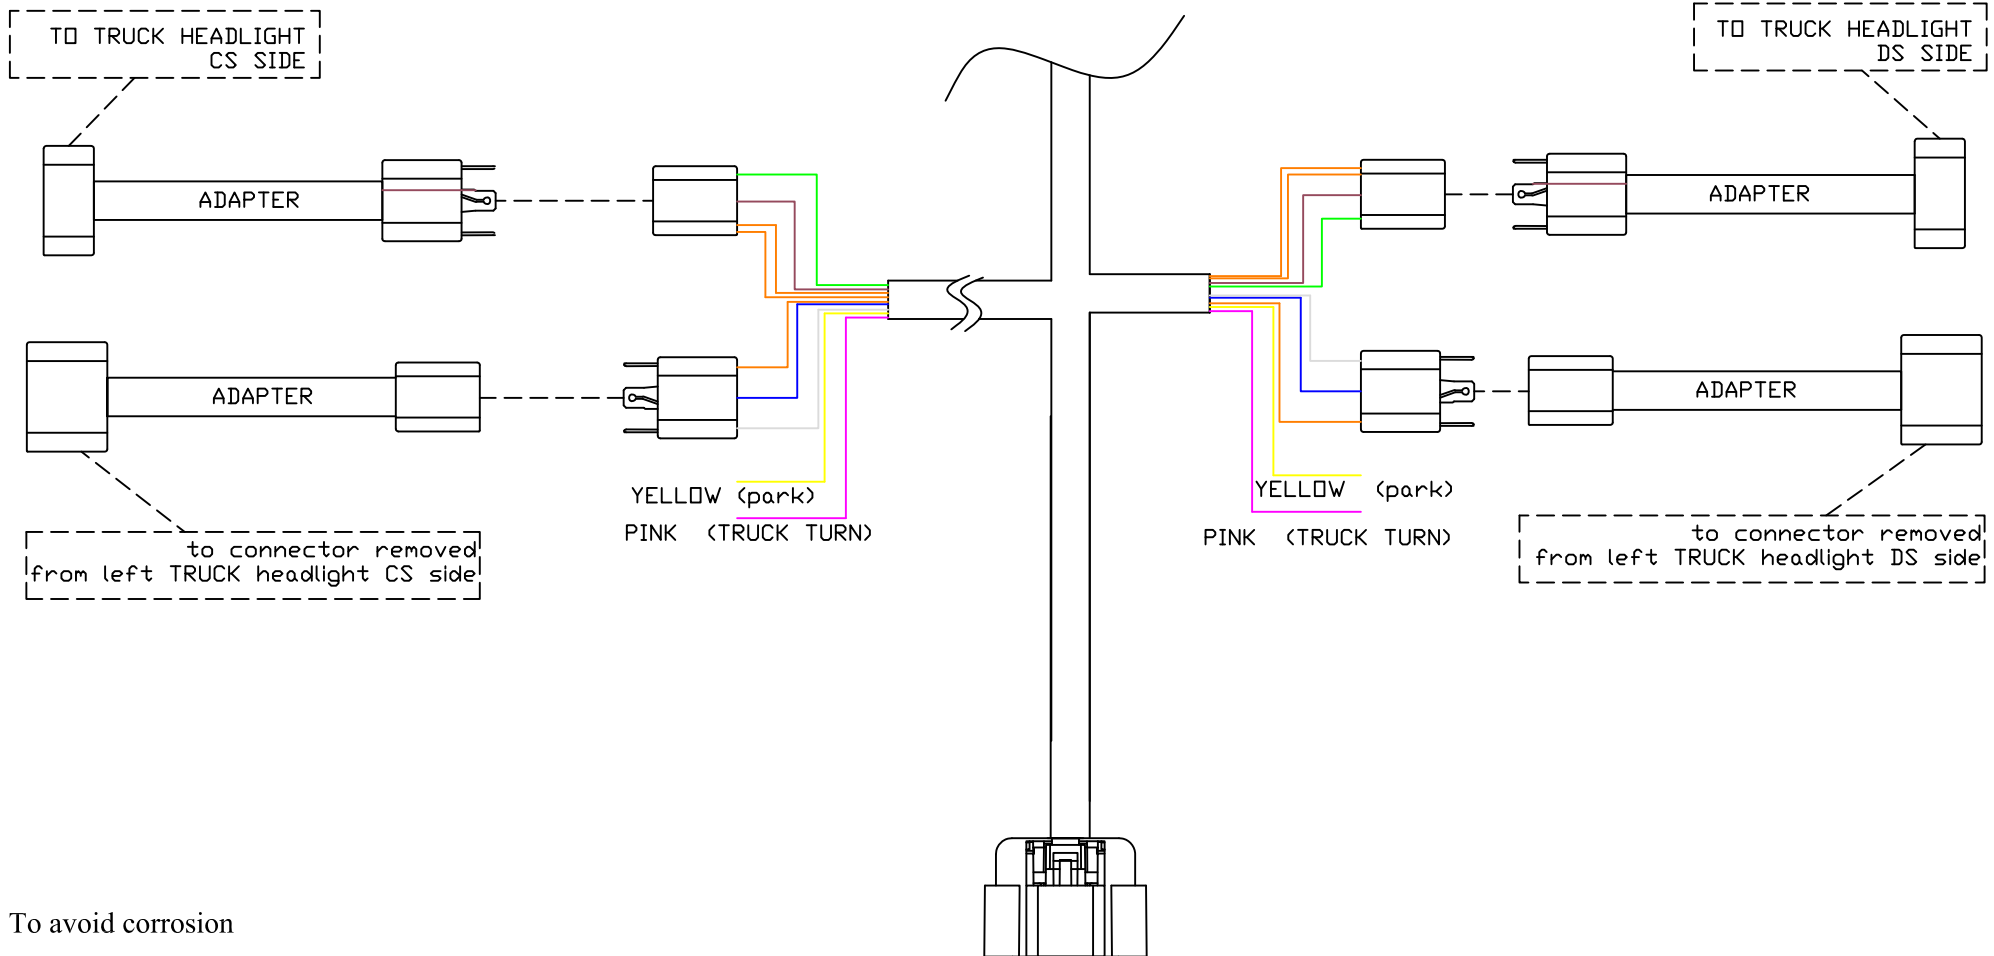 TO TRUCK HEADLIGHT
CS SIDE
TO TRUCK HEADLIGHT
DS SIDE
ADAPTER
ADAPTER
ADAPTER
ADAPTER
YELLOW (park)
PINK (TRUCK TURN)
YELLOW (park)
PINK (TRUCK TURN)
to connector removed
from left TRUCK headlight CS side
to connector removed
from left TRUCK headlight DS side
To avoid corrosion